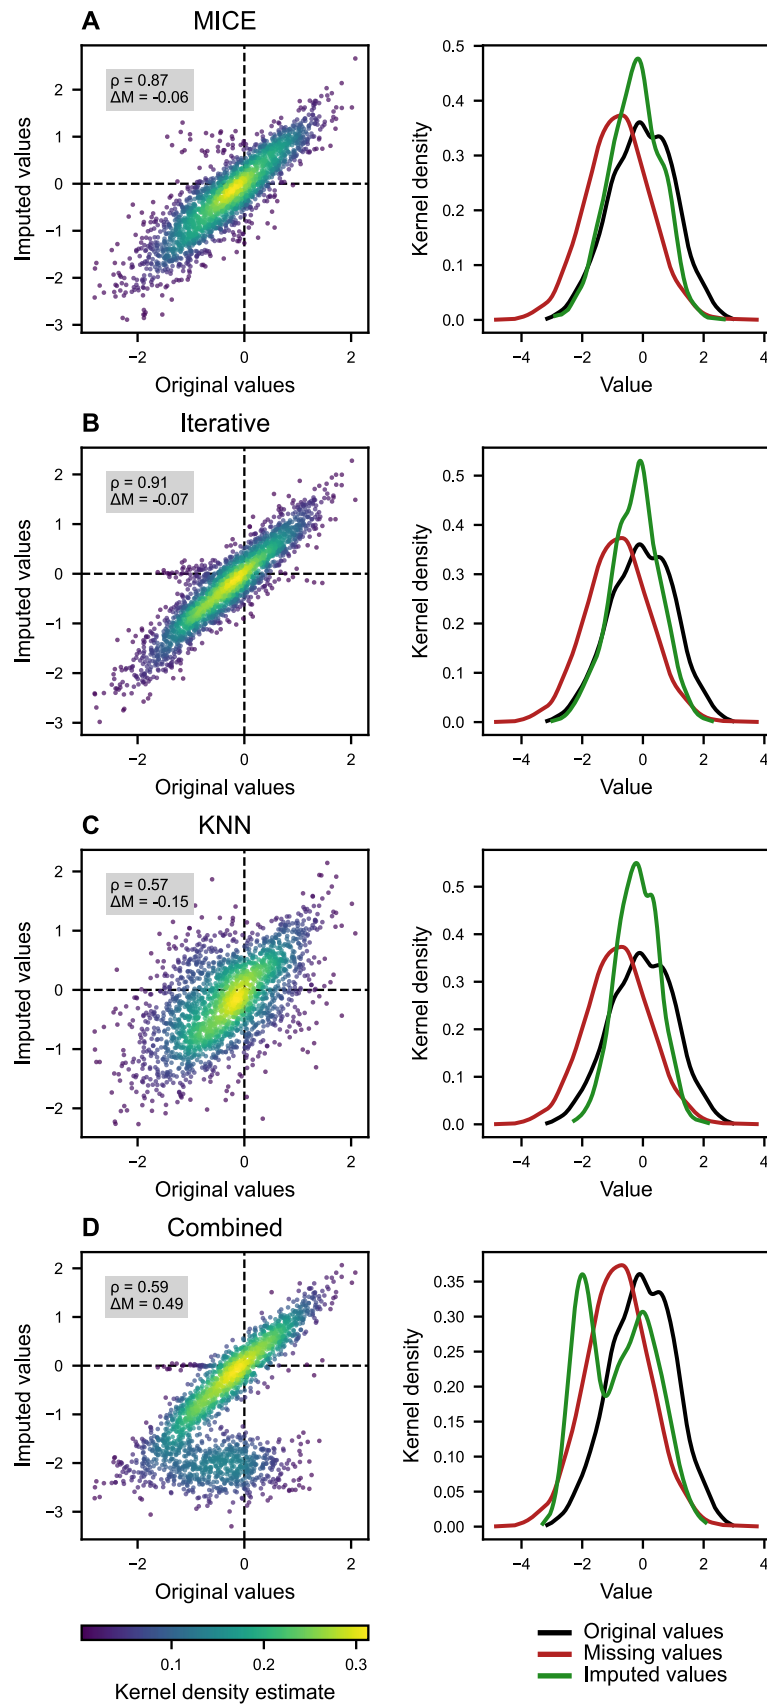 A MICE
ρ = 0.87
ΔM = -0.06
2
1
0
−1
−2
−3
Imputed values
−2 0 2
Original values
0.5
0.4
0.3
0.2
0.1
0.0
Kernel density
−4 −2 0 2 4
Value
B Iterative
ρ = 0.91
ΔM = -0.07
2
1
0
−1
−2
−3
Imputed values
−2 0 2
Original values
0.5
0.4
0.3
0.2
0.1
0.0
Kernel density
−4 −2 0 2 4
Value
C KNN
ρ = 0.57
ΔM = -0.15
2
1
0
−1
−2
Imputed values
−2 0 2
Original values
0.5
0.4
0.3
0.2
0.1
0.0
Kernel density
−4 −2 0 2 4
Value
D Combined
ρ = 0.59
ΔM = 0.49
2
1
0
−1
−2
−3
Imputed values
−2 0 2
Original values
0.35
0.30
0.25
0.20
0.15
0.10
0.05
0.00
Kernel density
−4 −2 0 2 4
Value
0.1 0.2 0.3
Kernel density estimate
Original values
Missing values
Imputed values